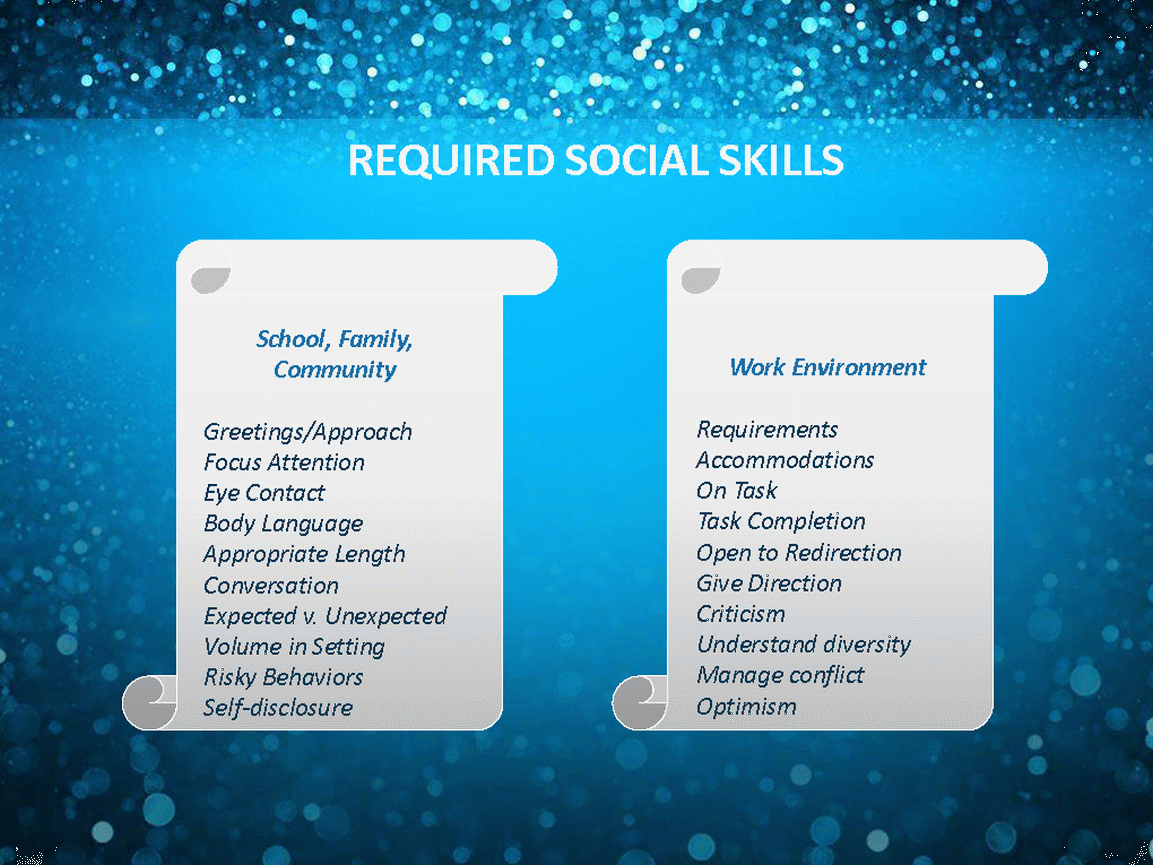 REQUIRED SOCIAL SKILLS
School, Family,
Community
Greetings/Approach
Focus Attention
Eye Contact
Body Language
Appropriate Length
Conversation
Expected v. Unexpected
Volume in Setting
Risky Behaviors
Self-disclosure
Work Environment
Requirements
Accommodations
On Task
Task Completion
Open to Redirection
Give Direction
Criticism
Understand diversity
Manage conflict
Optimism